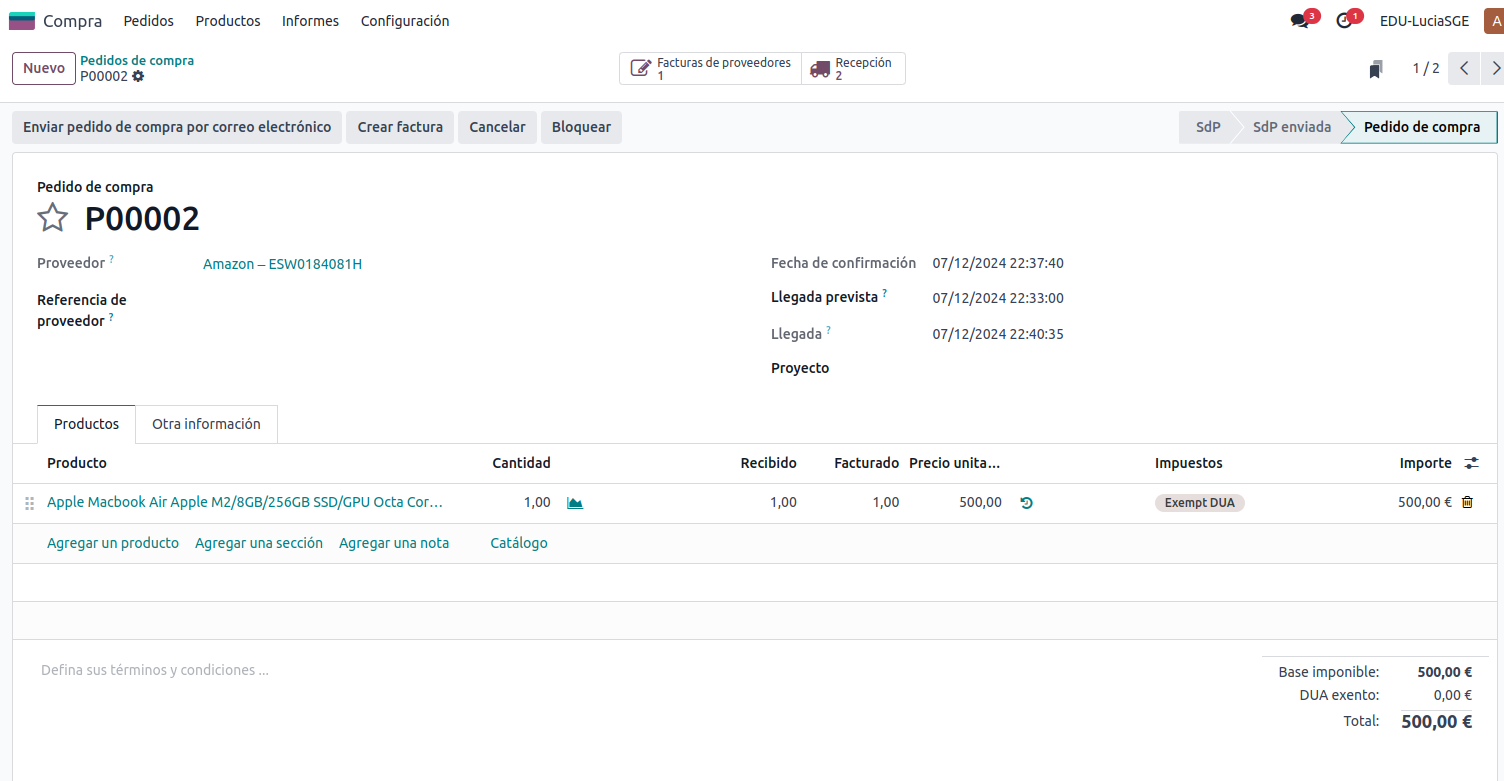 Compra Pedidos Productos Informes Configuración 3 1 EDU-LuciaSGE A
Nuevo Pedidos de compra
P00002
Facturas de proveedores
1
Recepción
2
1 / 2
Enviar pedido de compra por correo electrónico Crear factura Cancelar Bloquear SdP SdP enviada Pedido de compra
Pedido de compra
P00002
Proveedor ? Amazon – ESW0184081H
Referencia de
proveedor ?
Fecha de confirmación 07/12/2024 22:37:40
Llegada prevista ? 07/12/2024 22:33:00
Llegada ? 07/12/2024 22:40:35
Proyecto
Productos Otra información
Producto Cantidad Recibido Facturado Precio unita... Impuestos Importe
Apple Macbook Air Apple M2/8GB/256GB SSD/GPU Octa Cor... 1,00 1,00 1,00 500,00 Exempt DUA 500,00 €
Agregar un producto Agregar una sección Agregar una nota Catálogo
Defina sus términos y condiciones ...
Base imponible: 500,00 €
DUA exento: 0,00 €
Total: 500,00 €